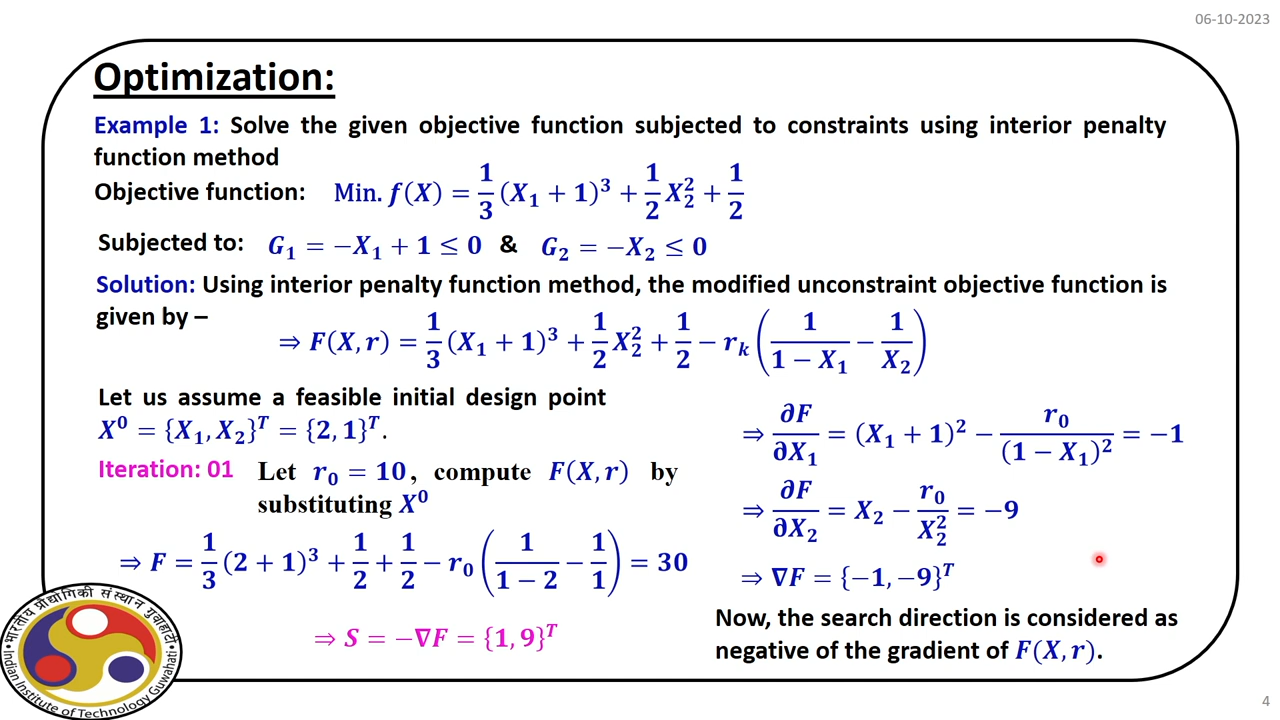 06-10-2023
Optimization:
Example 1: Solve the given objective function subjected to constraints using interior penalty
function method
Objective function: Min. f(X) = 1/3 (X₁ + 1)³ + 1/2 X₂² + 1/2
Subjected to: G₁ = −X₁ + 1 ≤ 0 & G₂ = −X₂ ≤ 0
Solution: Using interior penalty function method, the modified unconstraint objective function is
given by –
⇒ F(X, r) = 1/3 (X₁ + 1)³ + 1/2 X₂² + 1/2 − rₖ (1/(1 − X₁) − 1/X₂)
Let us assume a feasible initial design point
X⁰ = {X₁, X₂}ᵀ = {2, 1}ᵀ.
Iteration: 01 Let r₀ = 10, compute F(X, r) by
substituting X⁰
⇒ F = 1/3 (2 + 1)³ + 1/2 + 1/2 − r₀ (1/(1 − 2) − 1/1) = 30
⇒ S = −∇F = {1, 9}ᵀ
⇒ ∂F/∂X₁ = (X₁ + 1)² − r₀/(1 − X₁)² = −1
⇒ ∂F/∂X₂ = X₂ − r₀/X₂² = −9
⇒ ∇F = {−1, −9}ᵀ
Now, the search direction is considered as
negative of the gradient of F(X, r).
भारतीय प्रौद्योगिकी संस्थान गुवाहाटी
Indian Institute of Technology Guwahati
4